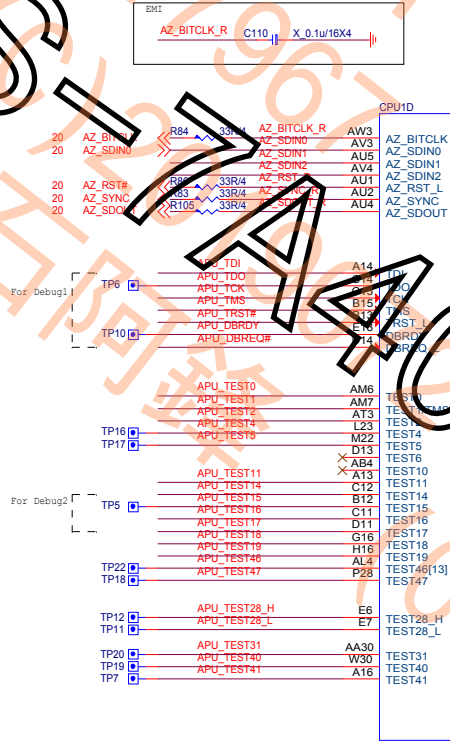 EMI
AZ_BITCLK_R C110 X_0.1u/16X4
CPU1D
20 R84 33R/4 AZ_BITCLK_R AW3 AZ_BITCLK
20 AZ_SDIN0 AZ_SDIN0 AV3 AZ_SDIN0
AZ_SDIN1 AU5 AZ_SDIN1
AZ_SDIN2 AV4 AZ_SDIN2
20 AZ_RST# 33R/4 AU1 AZ_RST_L
20 AZ_SYNC R83 33R/4 AU2 AZ_SYNC
20 R105 33R/4 AU4 AZ_SDOUT
APU_TDI A14 TDI
TP6 APU_TDO
For Debug1 APU_TCK
APU_TMS B15
APU_TRST# TRST_L
TP10 APU_DBRDY
APU_DBREQ#
APU_TEST0 AM6
APU_TEST1 AM7
APU_TEST2 AT3
TP16 APU_TEST4 L23 TEST4
TP17 APU_TEST5 M22 TEST5
D13 TEST6
AB4 TEST10
APU_TEST11 A13 TEST11
APU_TEST14 C12 TEST14
For Debug2 TP5 APU_TEST15 B12 TEST15
APU_TEST16 C11 TEST16
APU_TEST17 D11 TEST17
APU_TEST18 G16 TEST18
APU_TEST19 H16 TEST19
TP22 APU_TEST46 AL4 TEST46[13]
TP18 APU_TEST47 P28 TEST47
TP12 APU_TEST28_H E6 TEST28_H
TP11 APU_TEST28_L E7 TEST28_L
TP20 APU_TEST31 AA30 TEST31
TP19 APU_TEST40 W30 TEST40
TP7 APU_TEST41 A16 TEST41